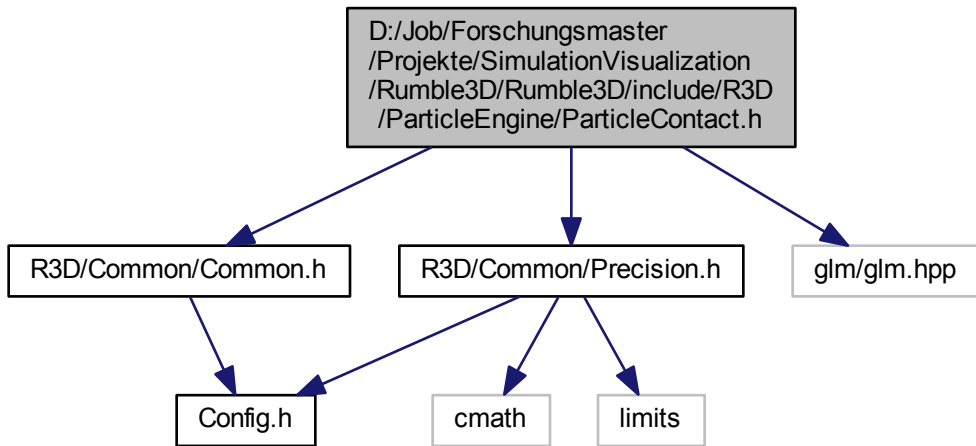 D:/Job/Forschungsmaster
/Projekte/SimulationVisualization
/Rumble3D/Rumble3D/include/R3D
/ParticleEngine/ParticleContact.h
R3D/Common/Common.h
R3D/Common/Precision.h
glm/glm.hpp
Config.h
cmath
limits